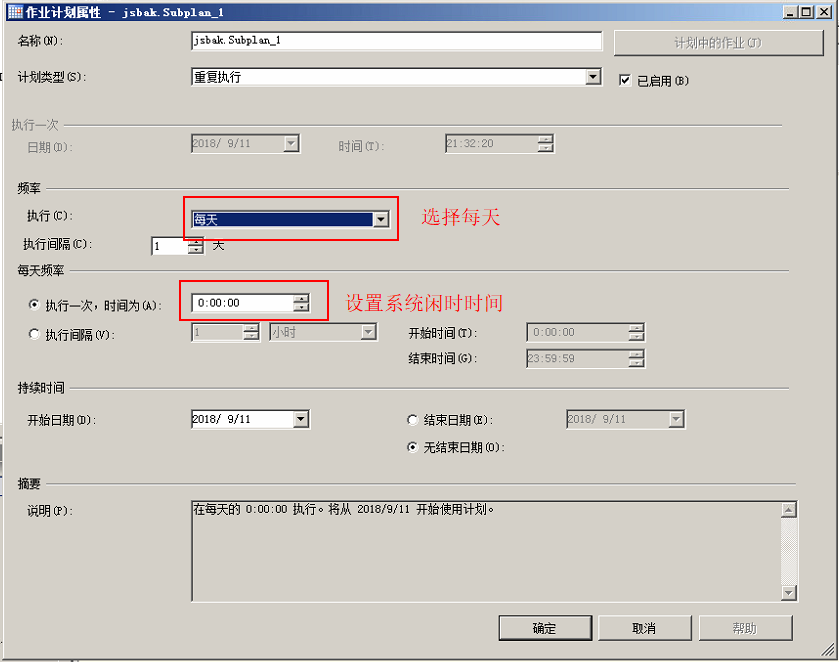 作业计划属性 - jsbak.Subplan_1
名称(N):
jsbak.Subplan_1
计划中的作业(J)
计划类型(S):
重复执行
已启用(B)
执行一次
日期(D):
2018/ 9/11
时间(T):
21:32:20
频率
执行(C):
每天
选择每天
执行间隔(C):
1
天
每天频率
执行一次，时间为(A):
0:00:00
设置系统闲时时间
执行间隔(V):
1
小时
开始时间(T):
0:00:00
结束时间(G):
23:59:59
持续时间
开始日期(D):
2018/ 9/11
结束日期(E):
2018/ 9/11
无结束日期(O):
摘要
说明(P):
在每天的 0:00:00 执行。将从 2018/9/11 开始使用计划。
确定
取消
帮助